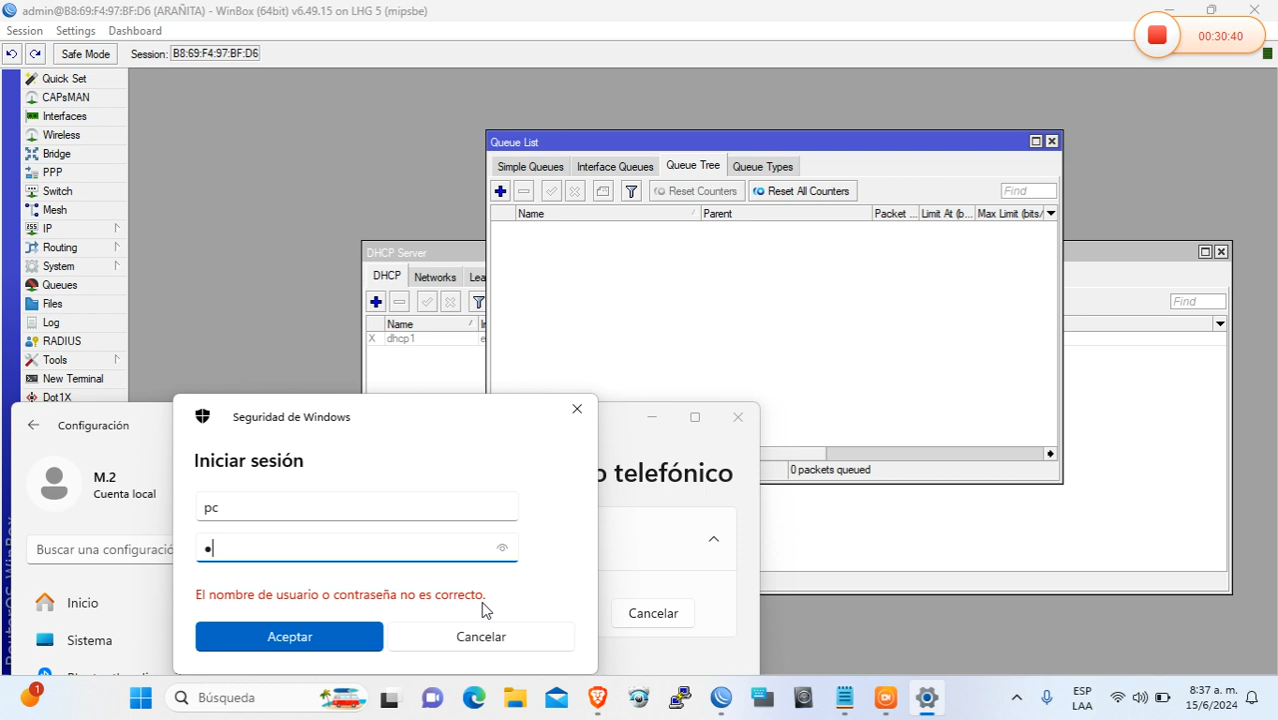 admin@B8:69:F4:97:BF:D6 (ARAÑITA) - WinBox (64bit) v6.49.15 on LHG 5 (mipsbe)
Session Settings Dashboard
Safe Mode Session: B8:69:F4:97:BF:D6
00:30:40
Quick Set
CAPsMAN
Interfaces
Wireless
Bridge
PPP
Switch
Mesh
IP
Routing
System
Queues
Files
Log
RADIUS
Tools
New Terminal
Dot1X
Queue List
Simple Queues Interface Queues Queue Tree Queue Types
Reset Counters Reset All Counters Find
Name Parent Packet ... Limit At (b... Max Limit (bits/
0 packets queued
DHCP Server
DHCP Networks Lea
Find
Name
X dhcp1
Configuración
M.2
Cuenta local
Buscar una configuració
Inicio
Sistema
o telefónico
Cancelar
Seguridad de Windows
Iniciar sesión
pc
El nombre de usuario o contraseña no es correcto.
Aceptar Cancelar
1
Búsqueda
ESP
LAA
8:37 a. m.
15/6/2024